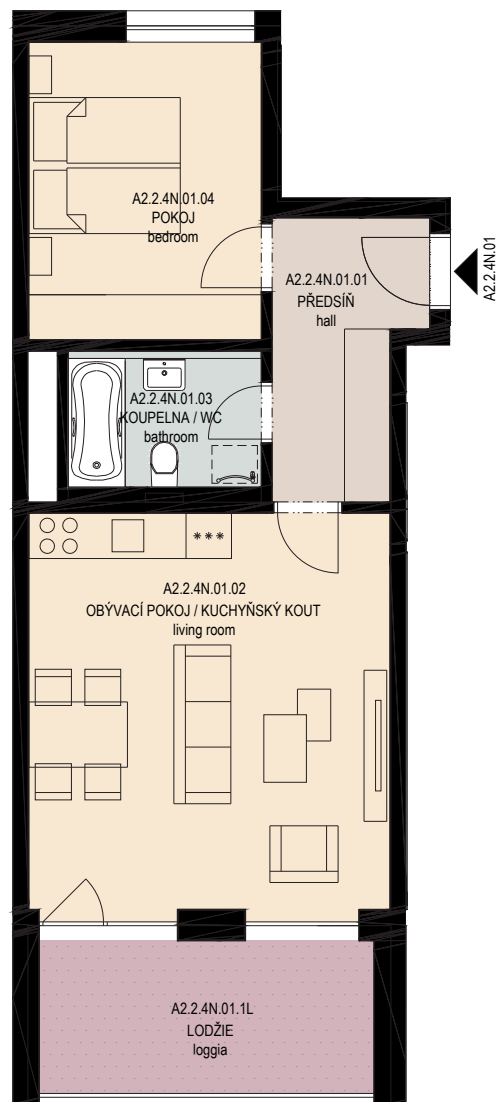 A2.2.4N.01.04
POKOJ
bedroom
A2.2.4N.01.01
PŘEDSÍŇ
hall
A2.2.4N.01
A2.2.4N.01.03
KOUPELNA / WC
bathroom
***
A2.2.4N.01.02
OBÝVACÍ POKOJ / KUCHYŇSKÝ KOUT
living room
A2.2.4N.01.1L
LODŽIE
loggia